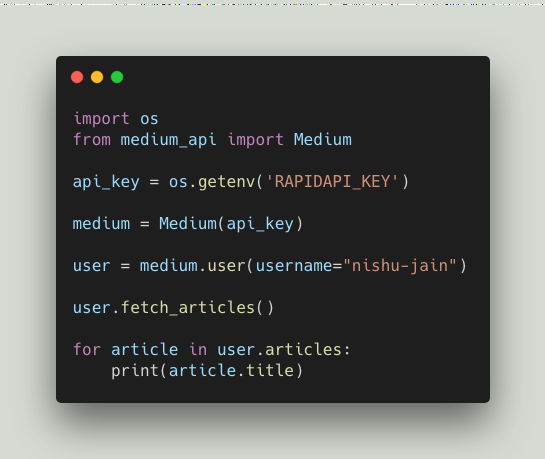 import os
from medium_api import Medium
api_key = os.getenv('RAPIDAPI_KEY')
medium = Medium(api_key)
user = medium.user(username="nishu-jain")
user.fetch_articles()
for article in user.articles:
    print(article.title)